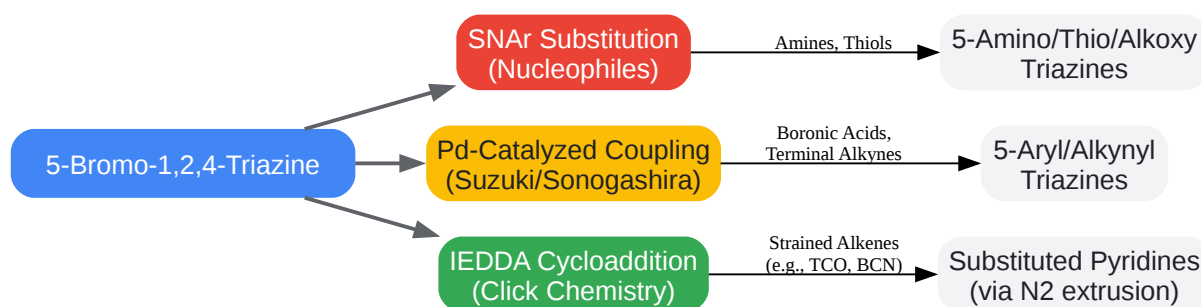 SNAr Substitution
(Nucleophiles)
Amines, Thiols
5-Amino/Thio/Alkoxy
Triazines
5-Bromo-1,2,4-Triazine
Pd-Catalyzed Coupling
(Suzuki/Sonogashira)
Boronic Acids,
Terminal Alkynes
5-Aryl/Alkynyl
Triazines
IEDDA Cycloaddition
(Click Chemistry)
Strained Alkenes
(e.g., TCO, BCN)
Substituted Pyridines
(via N2 extrusion)